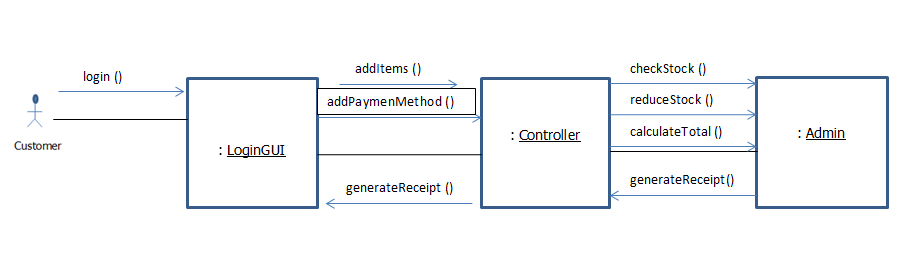 login ()
Customer
: LoginGUI
addItems ()
addPaymenMethod ()
generateReceipt ()
: Controller
checkStock ()
reduceStock ()
calculateTotal ()
generateReceipt()
: Admin